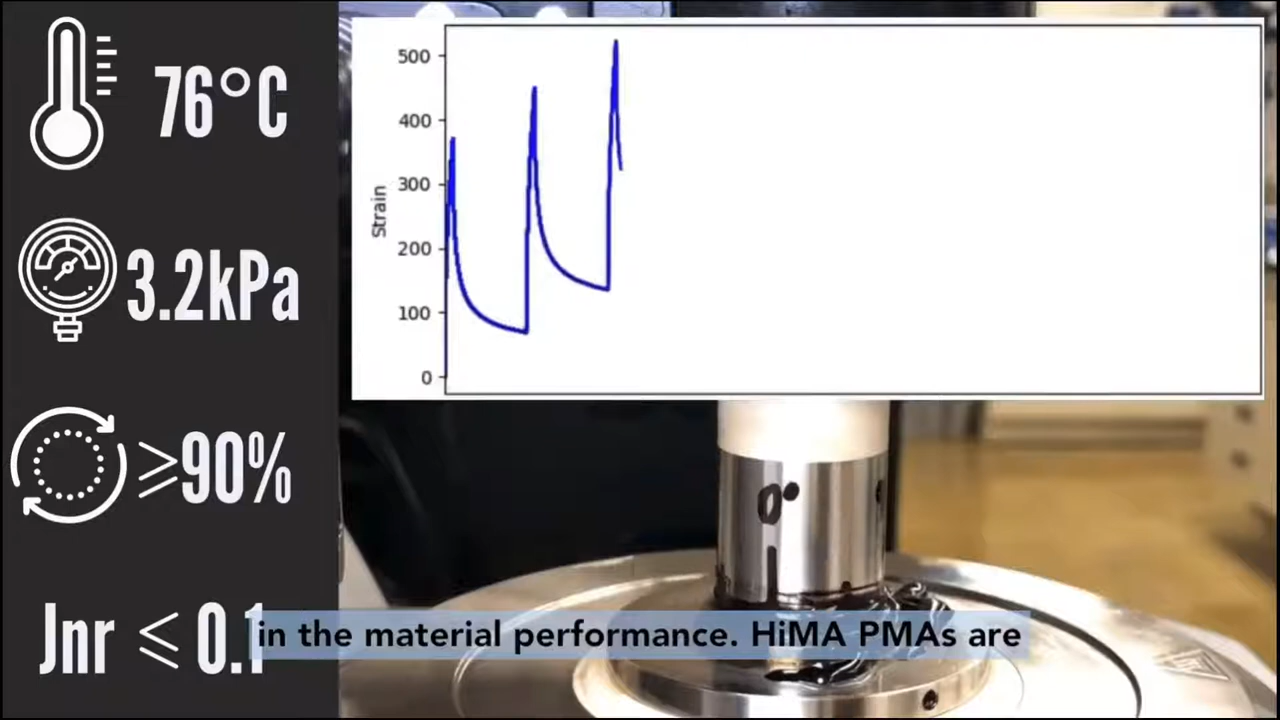 76°C
3.2kPa
≥90%
Jnr ≤ 0.1
500
400
300
200
100
0
Strain
0°
in the material performance. HiMA PMAs are